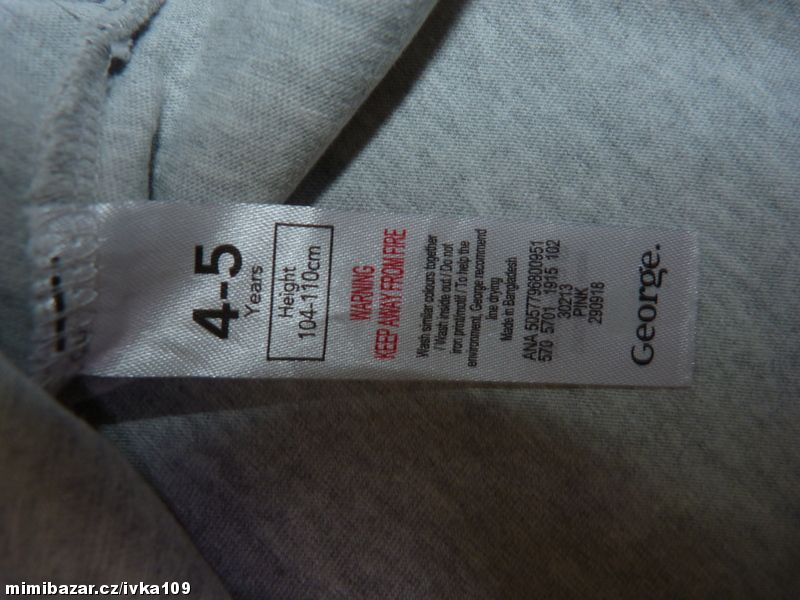 4-5
Years
Height
104-110cm
WARNING
KEEP AWAY FROM FIRE
Wash similar colours together
/ Wash inside out / Do not
iron print/motif / To help the
environment, George recommend
line drying
Made in Bangladesh
ANA 5057796900951
570 5701 1915 102
30213
PINK
290918
George.
mimibazar.cz/ivka109